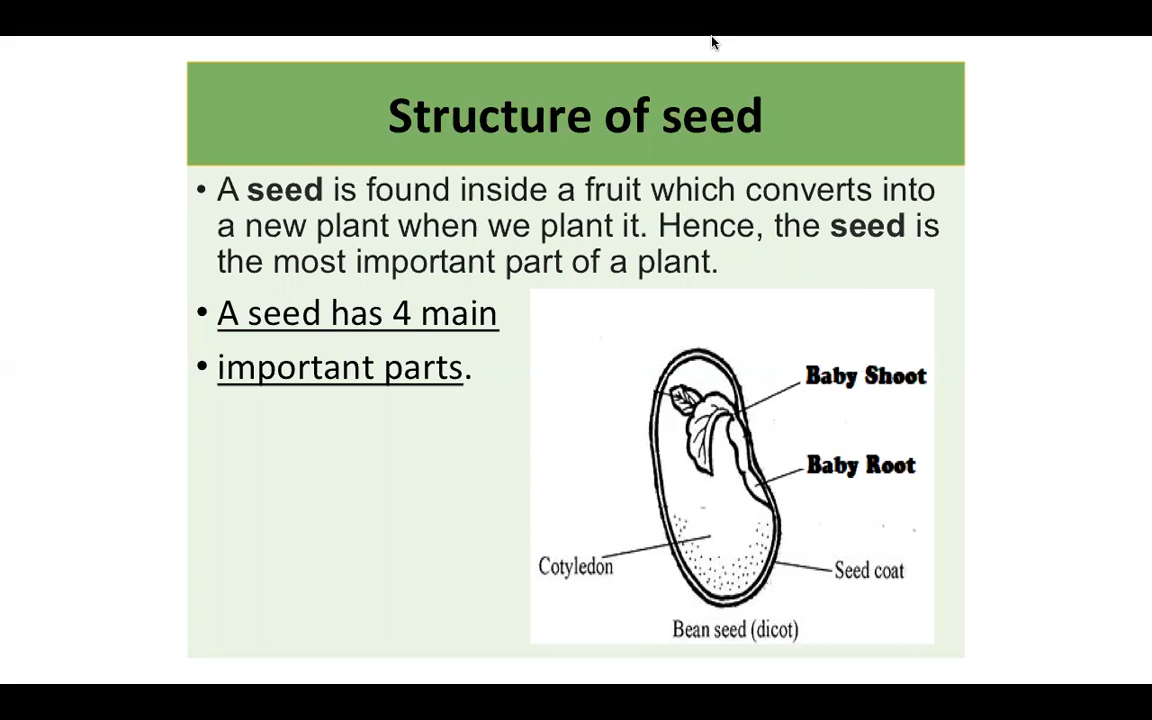 Structure of seed
• A seed is found inside a fruit which converts into
a new plant when we plant it. Hence, the seed is
the most important part of a plant.
• A seed has 4 main
• important parts.
Baby Shoot
Baby Root
Cotyledon
Seed coat
Bean seed (dicot)